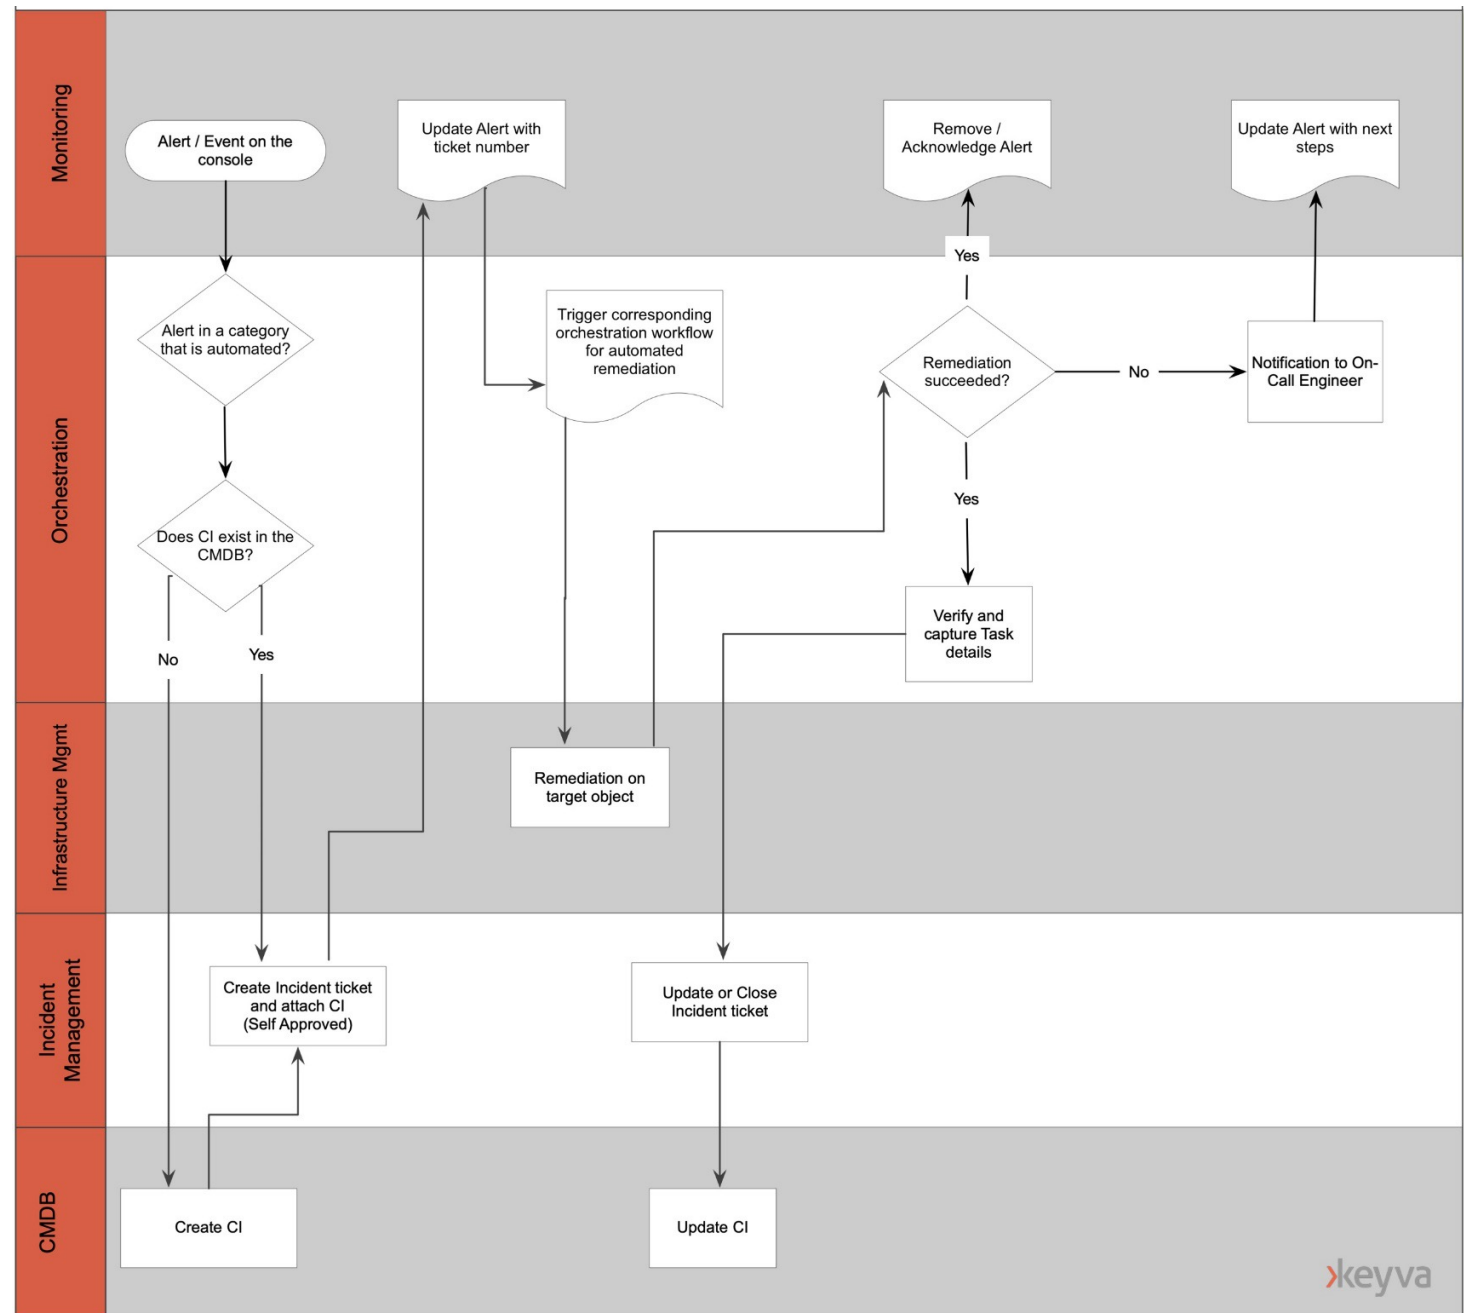 Monitoring
Alert / Event on the
console
Update Alert with
ticket number
Remove /
Acknowledge Alert
Update Alert with next
steps
Yes
Orchestration
Alert in a category
that is automated?
Trigger corresponding
orchestration workflow
for automated
remediation
Remediation
succeeded?
No
Notification to On-
Call Engineer
Yes
Does CI exist in the
CMDB?
No
Yes
Verify and
capture Task
details
Infrastructure Mgmt
Remediation on
target object
Incident
Management
Create Incident ticket
and attach CI
(Self Approved)
Update or Close
Incident ticket
CMDB
Create CI
Update CI
keyva